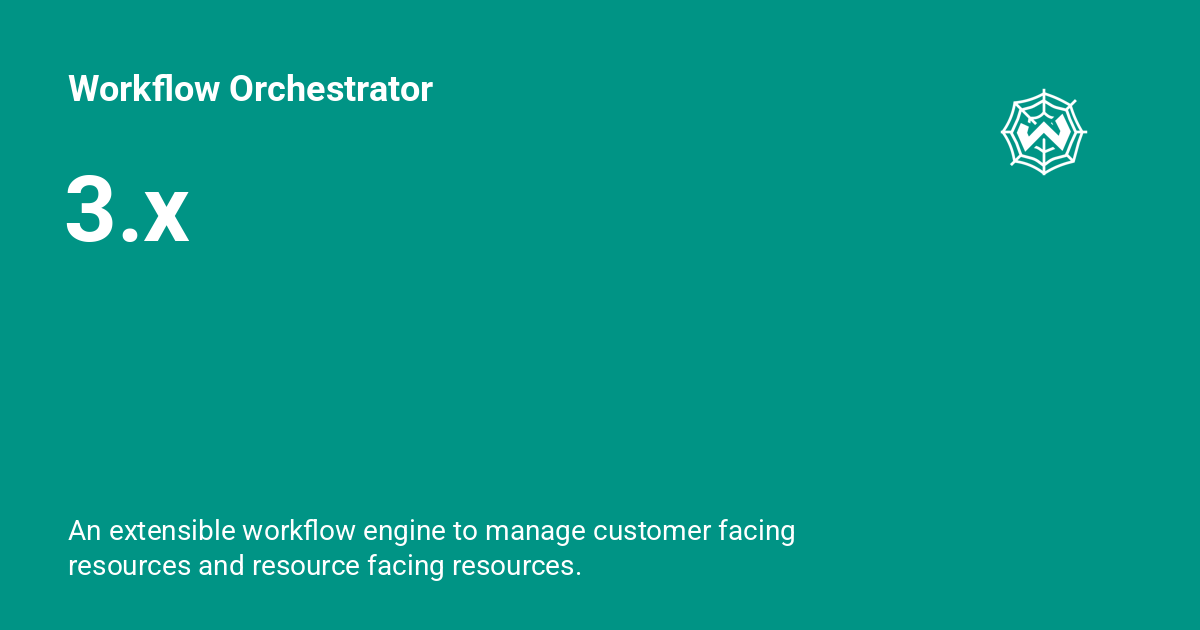 Workflow Orchestrator
3.x
W
An extensible workflow engine to manage customer facing
resources and resource facing resources.